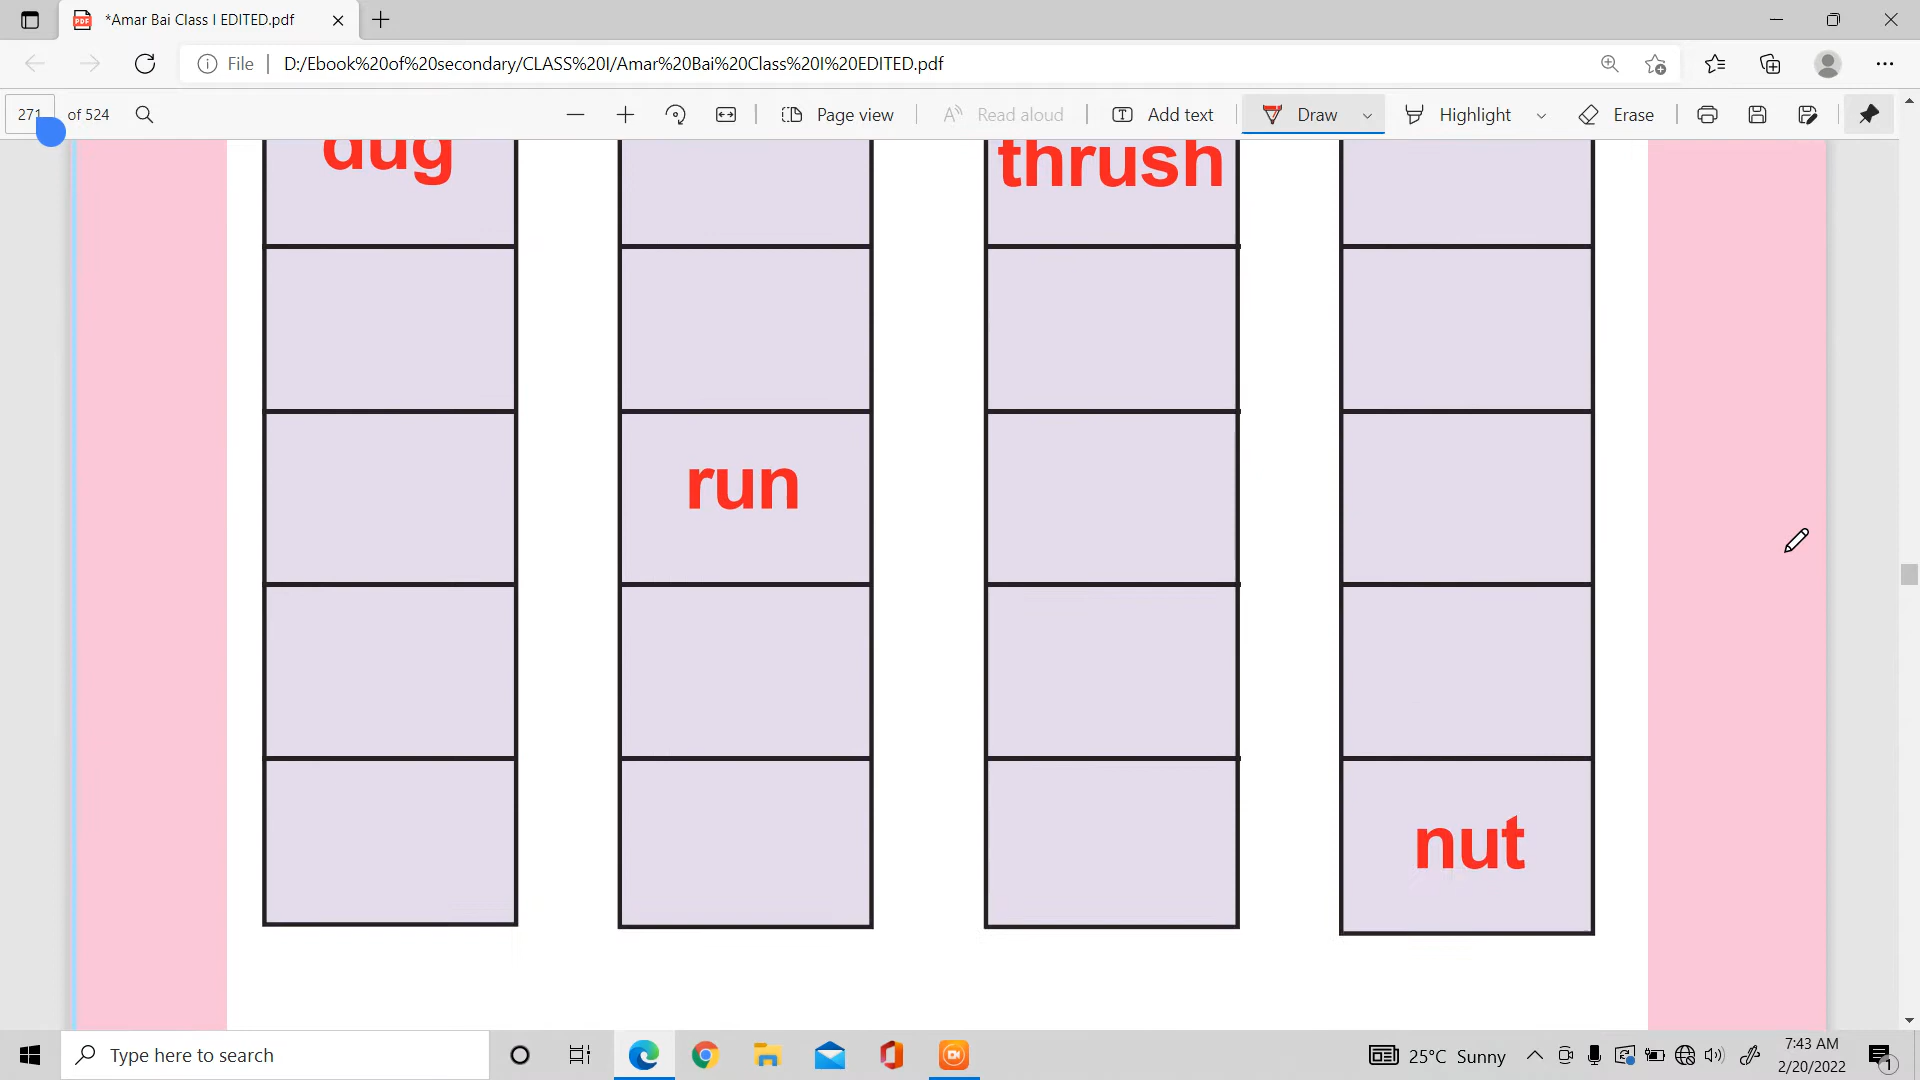 *Amar Bai Class I EDITED.pdf
File D:/Ebook%20of%20secondary/CLASS%20I/Amar%20Bai%20Class%20I%20EDITED.pdf
271 of 524 Page view Read aloud Add text Draw Highlight Erase
dug thrush
run
nut
Type here to search 25°C Sunny 7:43 AM
2/20/2022 1